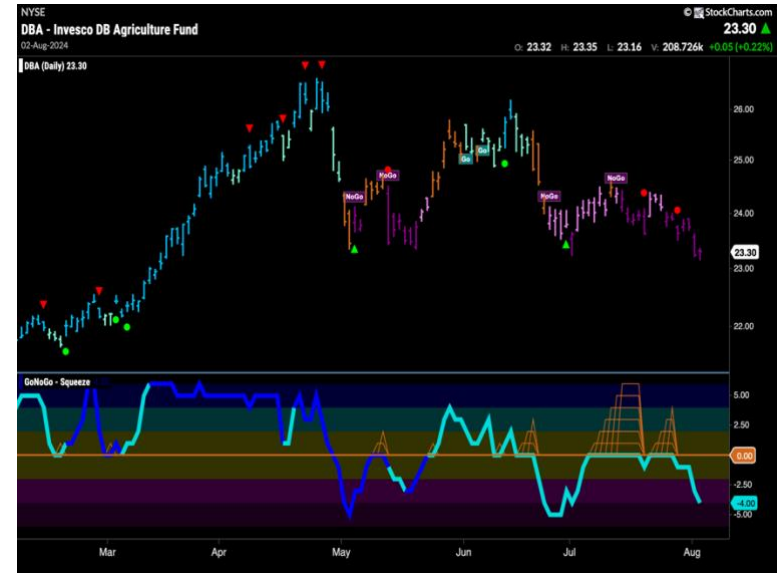 NYSE
© StockCharts.com
DBA - Invesco DB Agriculture Fund
23.30
02-Aug-2024
O: 23.32 H: 23.35 L: 23.16 V: 208.726k +0.05 (+0.22%)
DBA (Daily) 23.30
26.00
25.00
24.00
23.30
23.00
22.00
NoGo
NoGo
Go
Go
NoGo
NoGo
GoNoGo - Squeeze
5.00
2.50
0.00
-2.50
-4.00
-5.00
Mar Apr May Jun Jul Aug